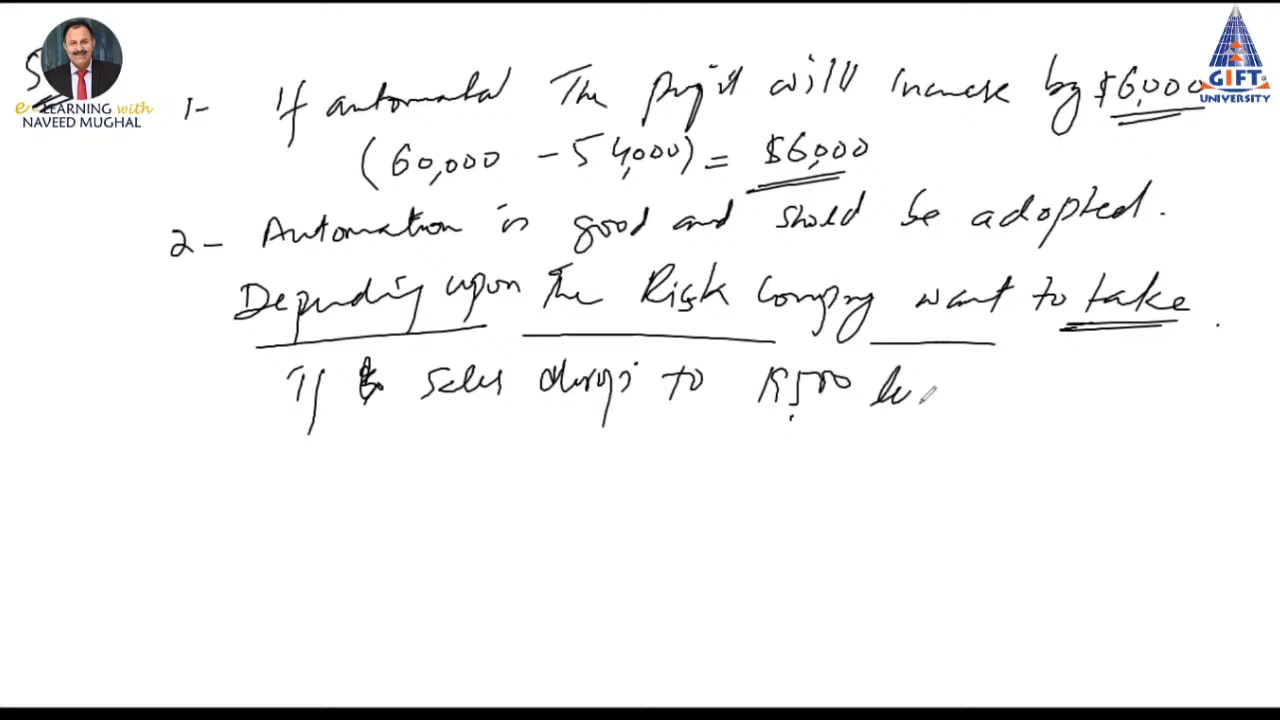 S
e-LEARNING with
NAVEED MUGHAL
GIFT
UNIVERSITY
1- If automated The profit will Increase by $6,000
(60,000 - 54,000) = $6,000
2- Automation is good and should be adopted.
Depending upon The Risk Company want to take.
If Sales drops to